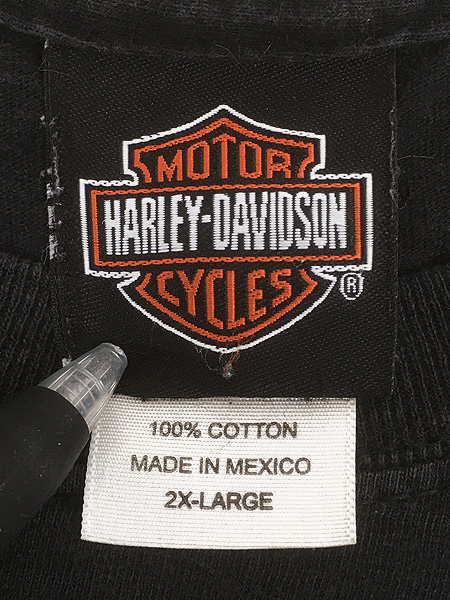 MOTOR
HARLEY-DAVIDSON
CYCLES ®
100% COTTON
MADE IN MEXICO
2X-LARGE